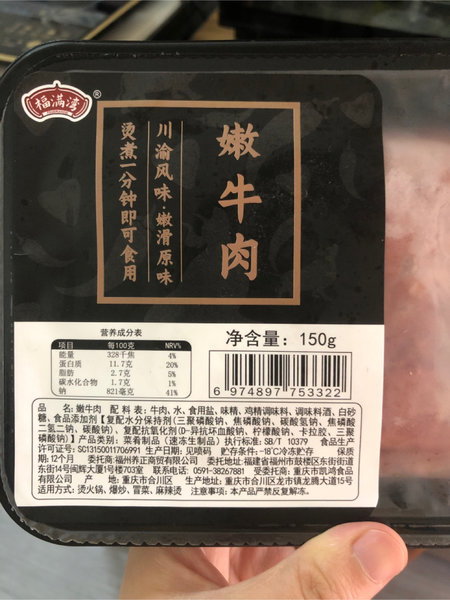 福满湾
®
嫩牛肉
川渝风味·嫩滑原味
烫煮一分钟即可食用
营养成分表
项目 每100克 NRV%
能量 328千焦 4%
蛋白质 11.7克 20%
脂肪 2.7克 5%
碳水化合物 1.7克 1%
钠 821毫克 41%
净含量：150g
6 974897 753322
品名：嫩牛肉 配料表：牛肉、水、食用盐、味精、鸡精调味料、调味料酒、白砂
糖、食品添加剂【复配水分保持剂（三聚磷酸钠、焦磷酸钠、碳酸氢钠、焦磷酸
二氢二钠、碳酸钠）、复配抗氧化剂（D-异抗坏血酸钠、柠檬酸钠、卡拉胶、三聚
磷酸钠）】产品类别：菜肴制品（速冻生制品）执行标准：SB/T 10379 食品生产
许可证号：SC13150011706991 生产日期：见喷码 贮存条件：-18℃冷冻贮存 保质期：
12个月 委托商：福州养正商贸有限公司 委托地址：福建省福州市鼓楼区东街街道
东街14号闽辉大厦1号楼703室 联系电话：0591-38267881 受委托商：重庆市凯鸿食品
有限公司 产地：重庆市合川区 生产地址：重庆市合川区龙市镇龙腾大道15号
食用方式：烫火锅、爆炒、冒菜、麻辣烫 注意事项：本产品严禁反复解冻。